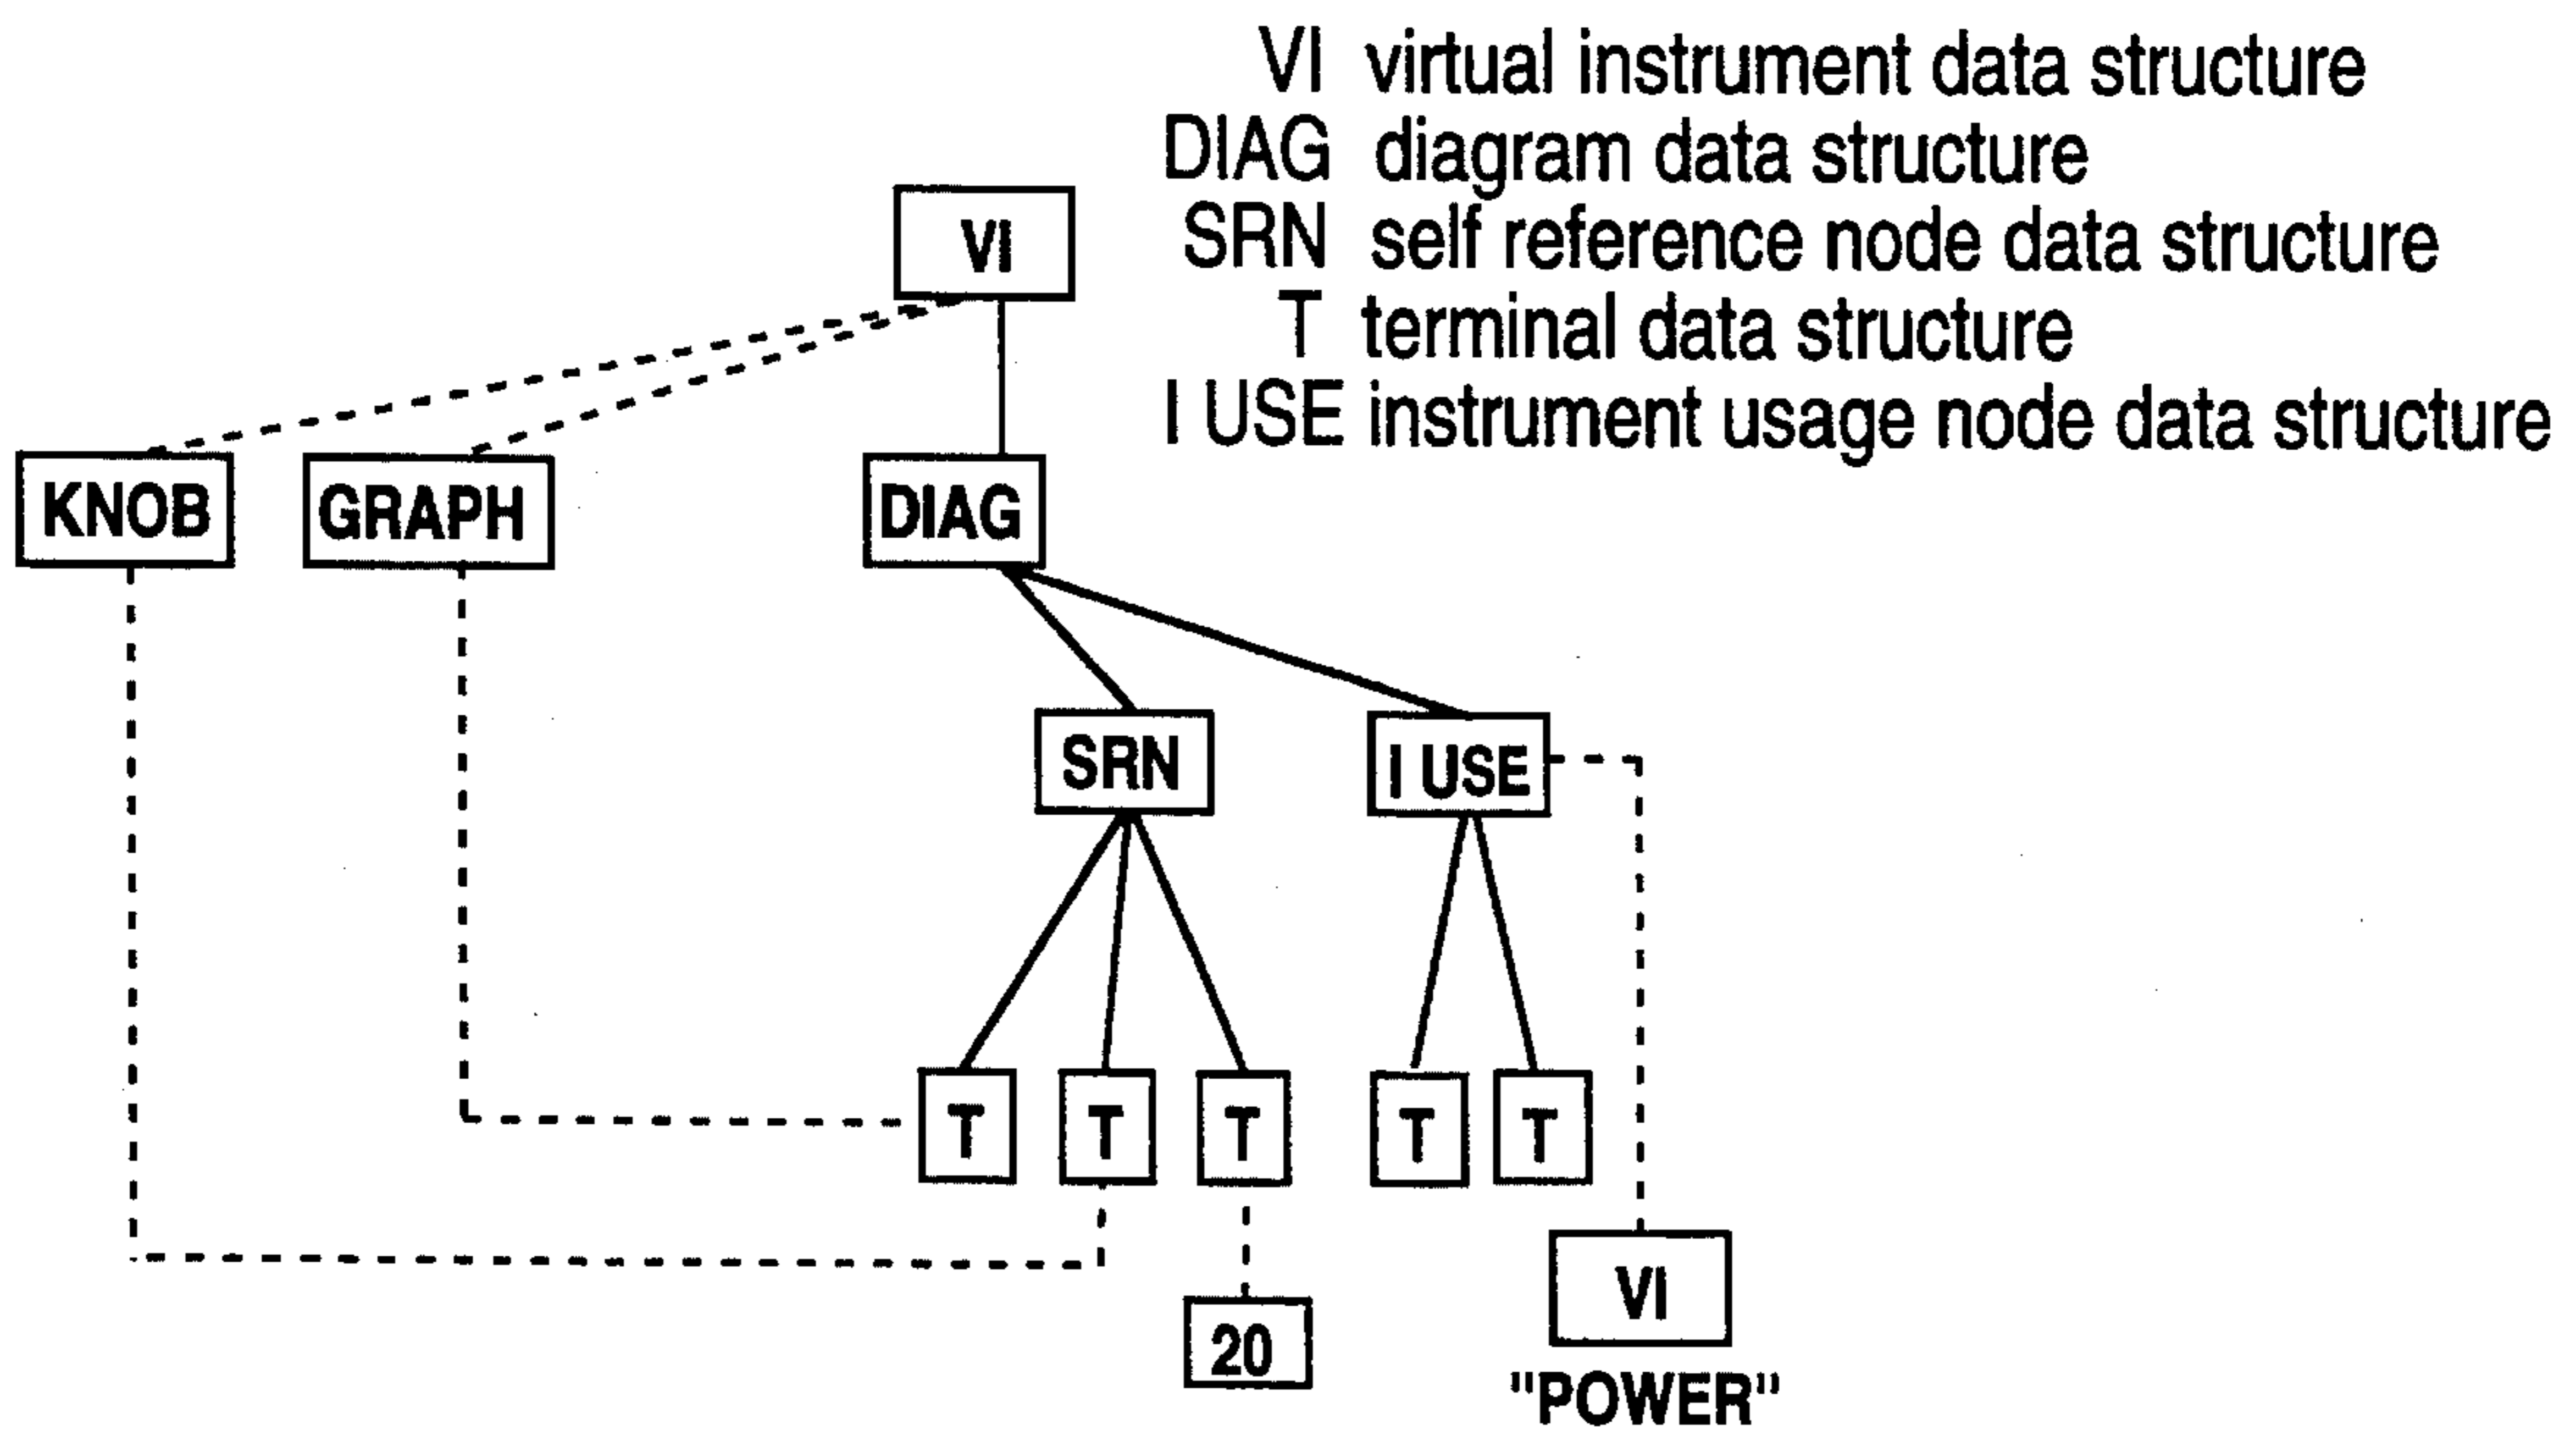 VI virtual instrument data structure
DIAG diagram data structure
SRN self reference node data structure
T terminal data structure
I USE instrument usage node data structure
VI
KNOB GRAPH DIAG
SRN I USE
T T T T T
VI
20
"POWER"